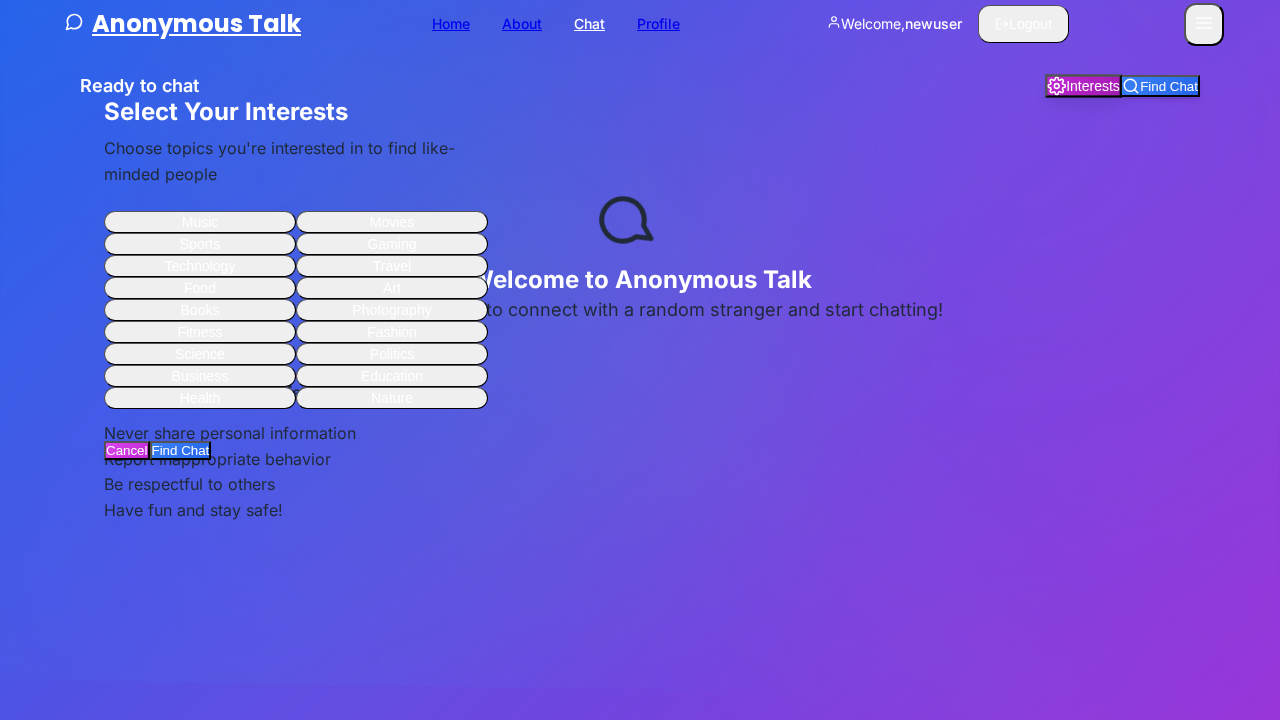 Anonymous Talk
Home
About
Chat
Profile
Welcome,newuser
Logout
Ready to chat
Interests
Find Chat
Select Your Interests
Choose topics you're interested in to find like-
minded people
Music
Movies
Sports
Gaming
Technology
Travel
Food
Art
Books
Photography
Fitness
Fashion
Science
Politics
Business
Education
Health
Nature
Welcome to Anonymous Talk
to connect with a random stranger and start chatting!
Never share personal information
Cancel
Find Chat
Report inappropriate behavior
Be respectful to others
Have fun and stay safe!